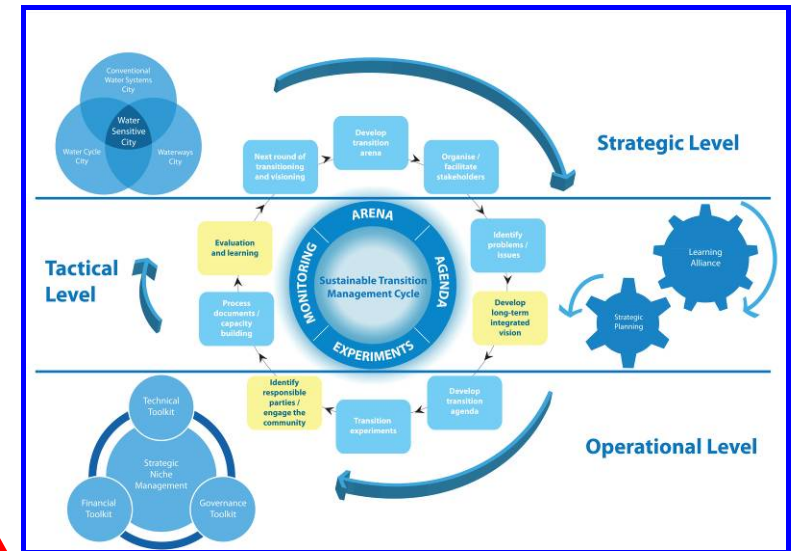 Conventional
Water Systems
City
Water
Sensitive
City
Water Cycle
City
Waterways
City
Next round of
transitioning
and visioning
Develop
transition
arena
Organise /
facilitate
stakeholders
Strategic Level
Tactical
Level
Evaluation
and learning
Process
documents /
capacity
building
ARENA
AGENDA
EXPERIMENTS
MONITORING
Sustainable Transition
Management Cycle
Identify
problems /
issues
Develop
long-term
integrated
vision
Learning
Alliance
Strategic
Planning
Identify
responsible
parties /
engage the
community
Transition
experiments
Develop
transition
agenda
Operational Level
Technical
Toolkit
Strategic
Niche
Management
Financial
Toolkit
Governance
Toolkit